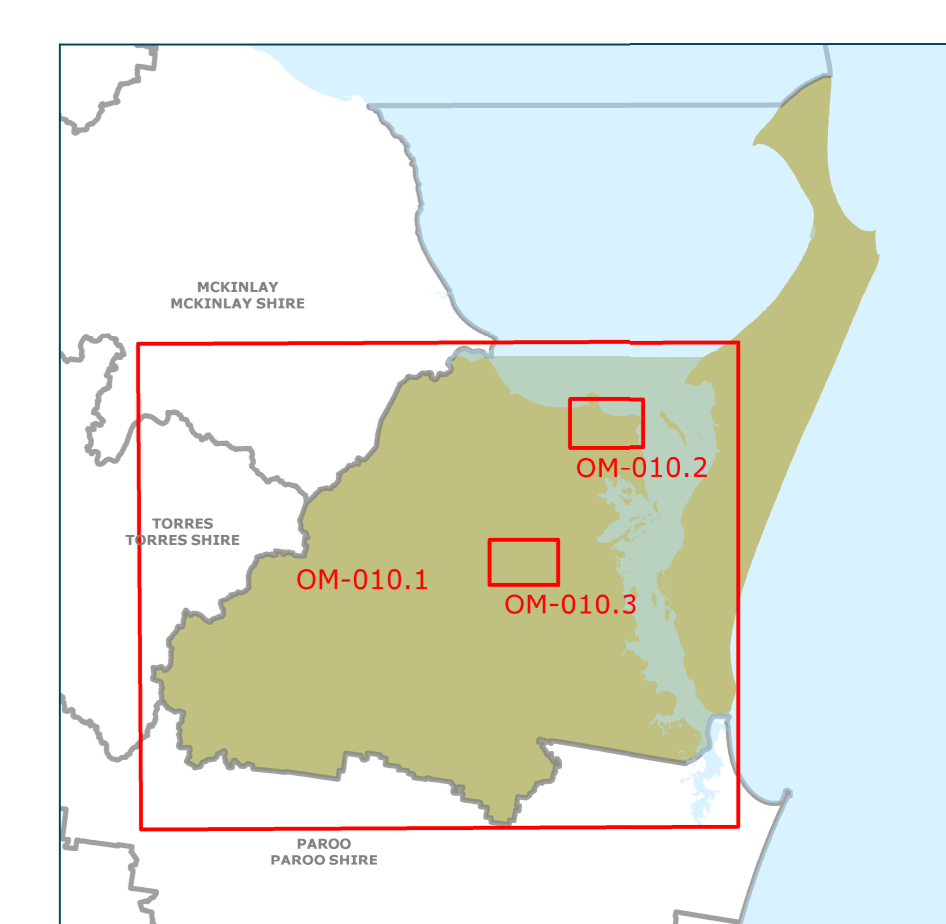 MCKINLAY
MCKINLAY SHIRE
OM-010.2
TORRES
TORRES SHIRE
OM-010.1
OM-010.3
PAROO
PAROO SHIRE